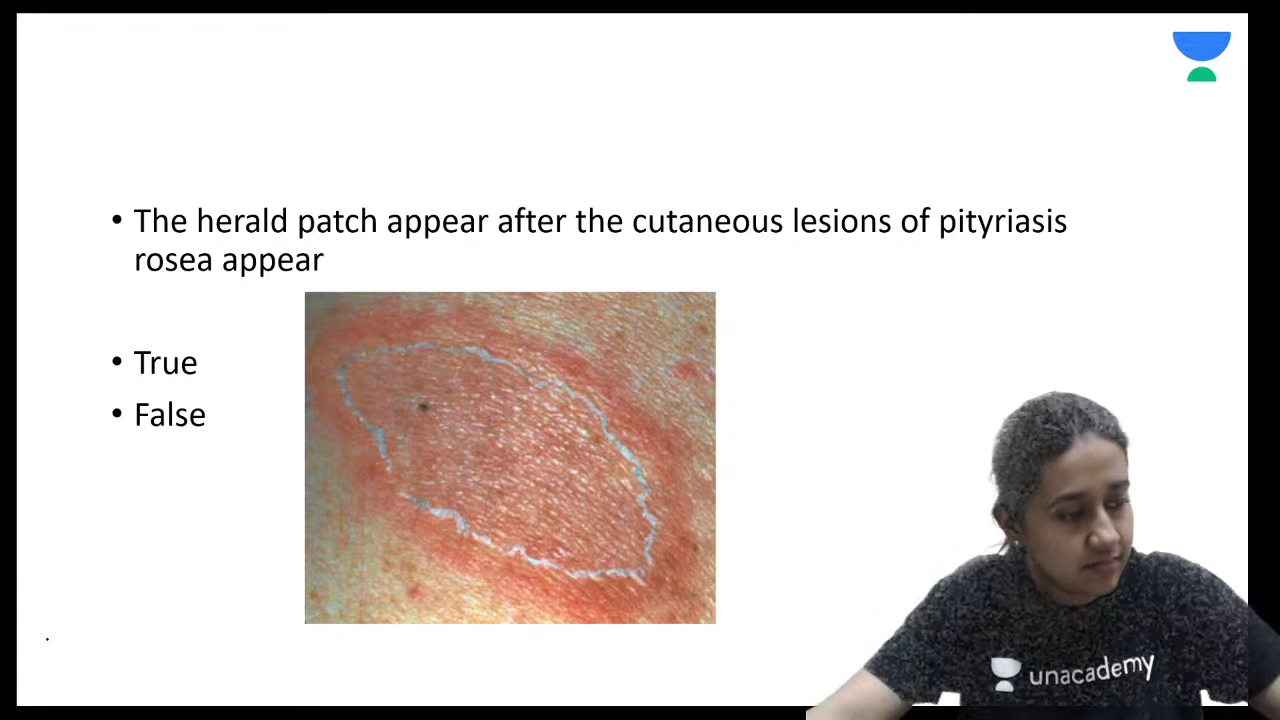 • The herald patch appear after the cutaneous lesions of pityriasis
rosea appear
• True
• False
unacademy